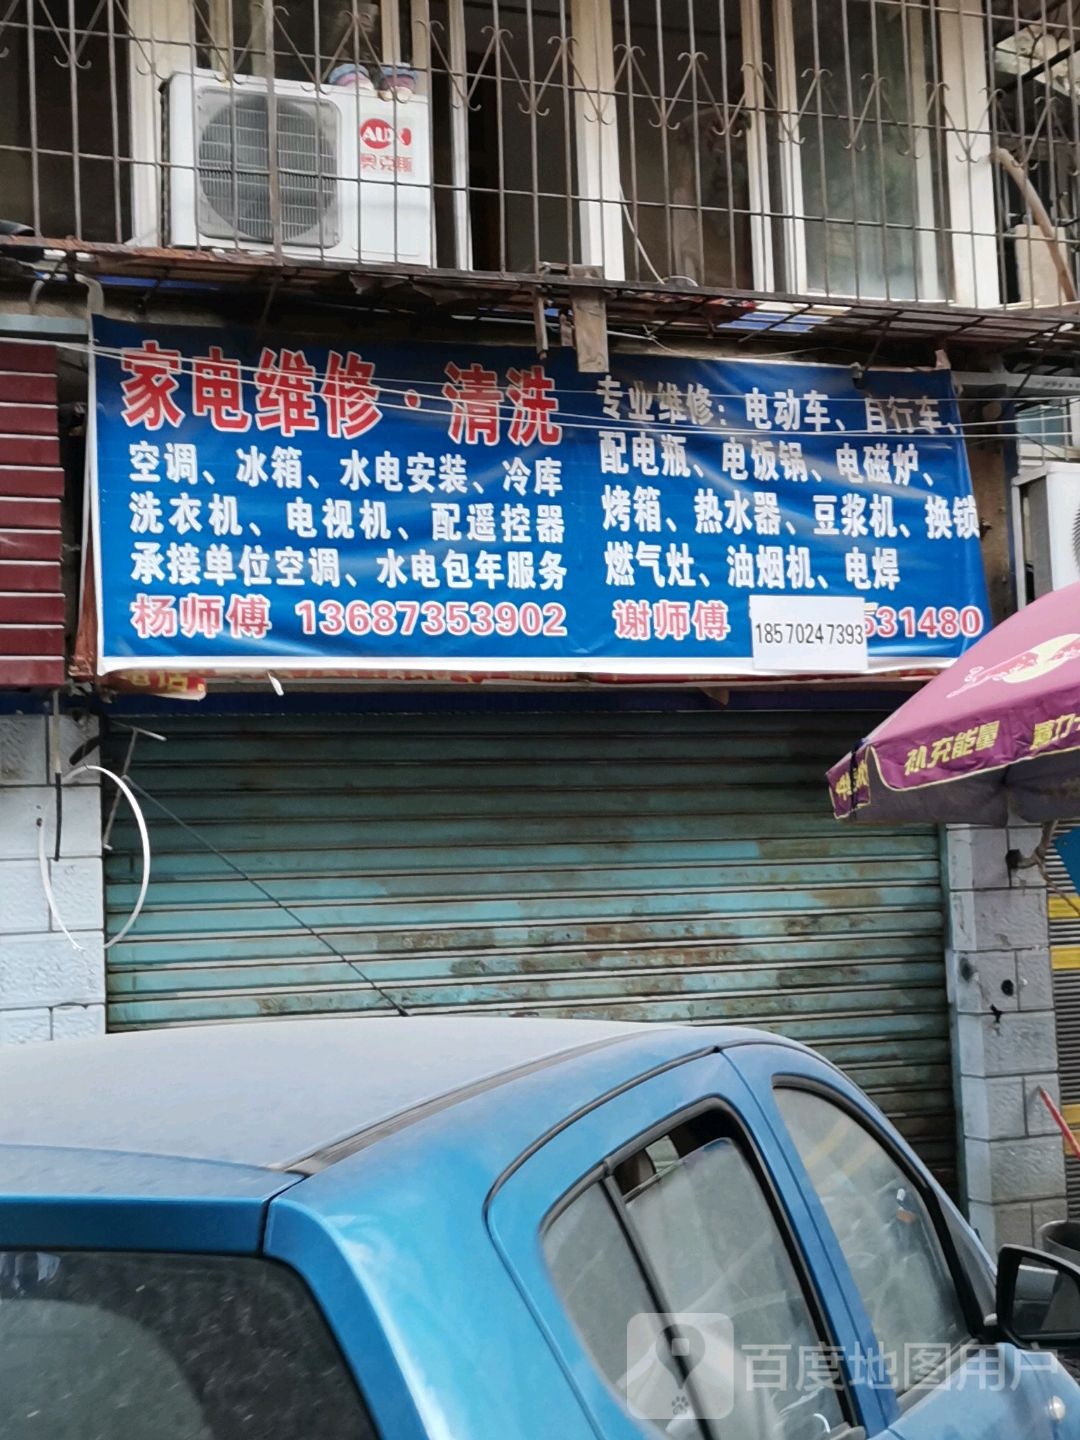 AUX
奥克斯
家电维修·清洗
空调、冰箱、水电安装、冷库
洗衣机、电视机、配遥控器
承接单位空调、水电包年服务
杨师傅 13687353902
专业维修：电动车、自行车、
配电瓶、电饭锅、电磁炉、
烤箱、热水器、豆浆机、换锁
燃气灶、油烟机、电焊
谢师傅 18570247393 531480
补充能量
百度地图用户